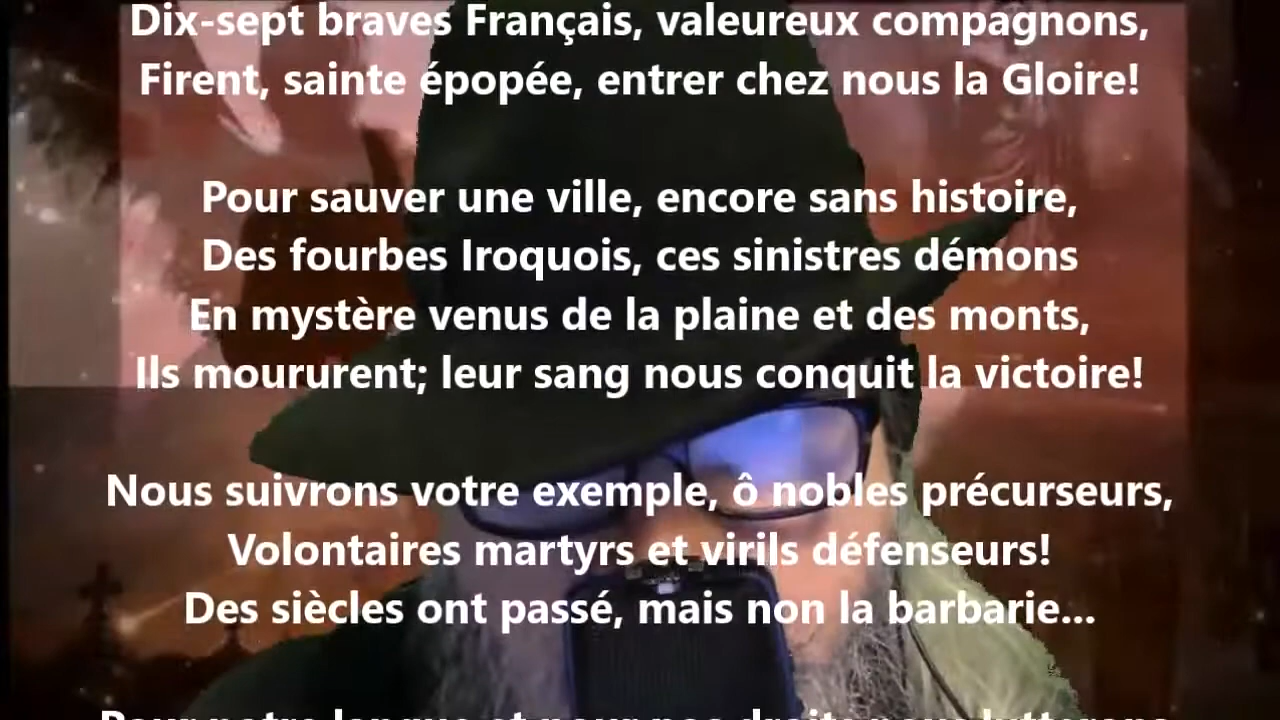 Dix-sept braves Français, valeureux compagnons,
Firent, sainte épopée, entrer chez nous la Gloire!
Pour sauver une ville, encore sans histoire,
Des fourbes Iroquois, ces sinistres démons
En mystère venus de la plaine et des monts,
Ils moururent; leur sang nous conquit la victoire!
Nous suivrons votre exemple, ô nobles précurseurs,
Volontaires martyrs et virils défenseurs!
Des siècles ont passé, mais non la barbarie...